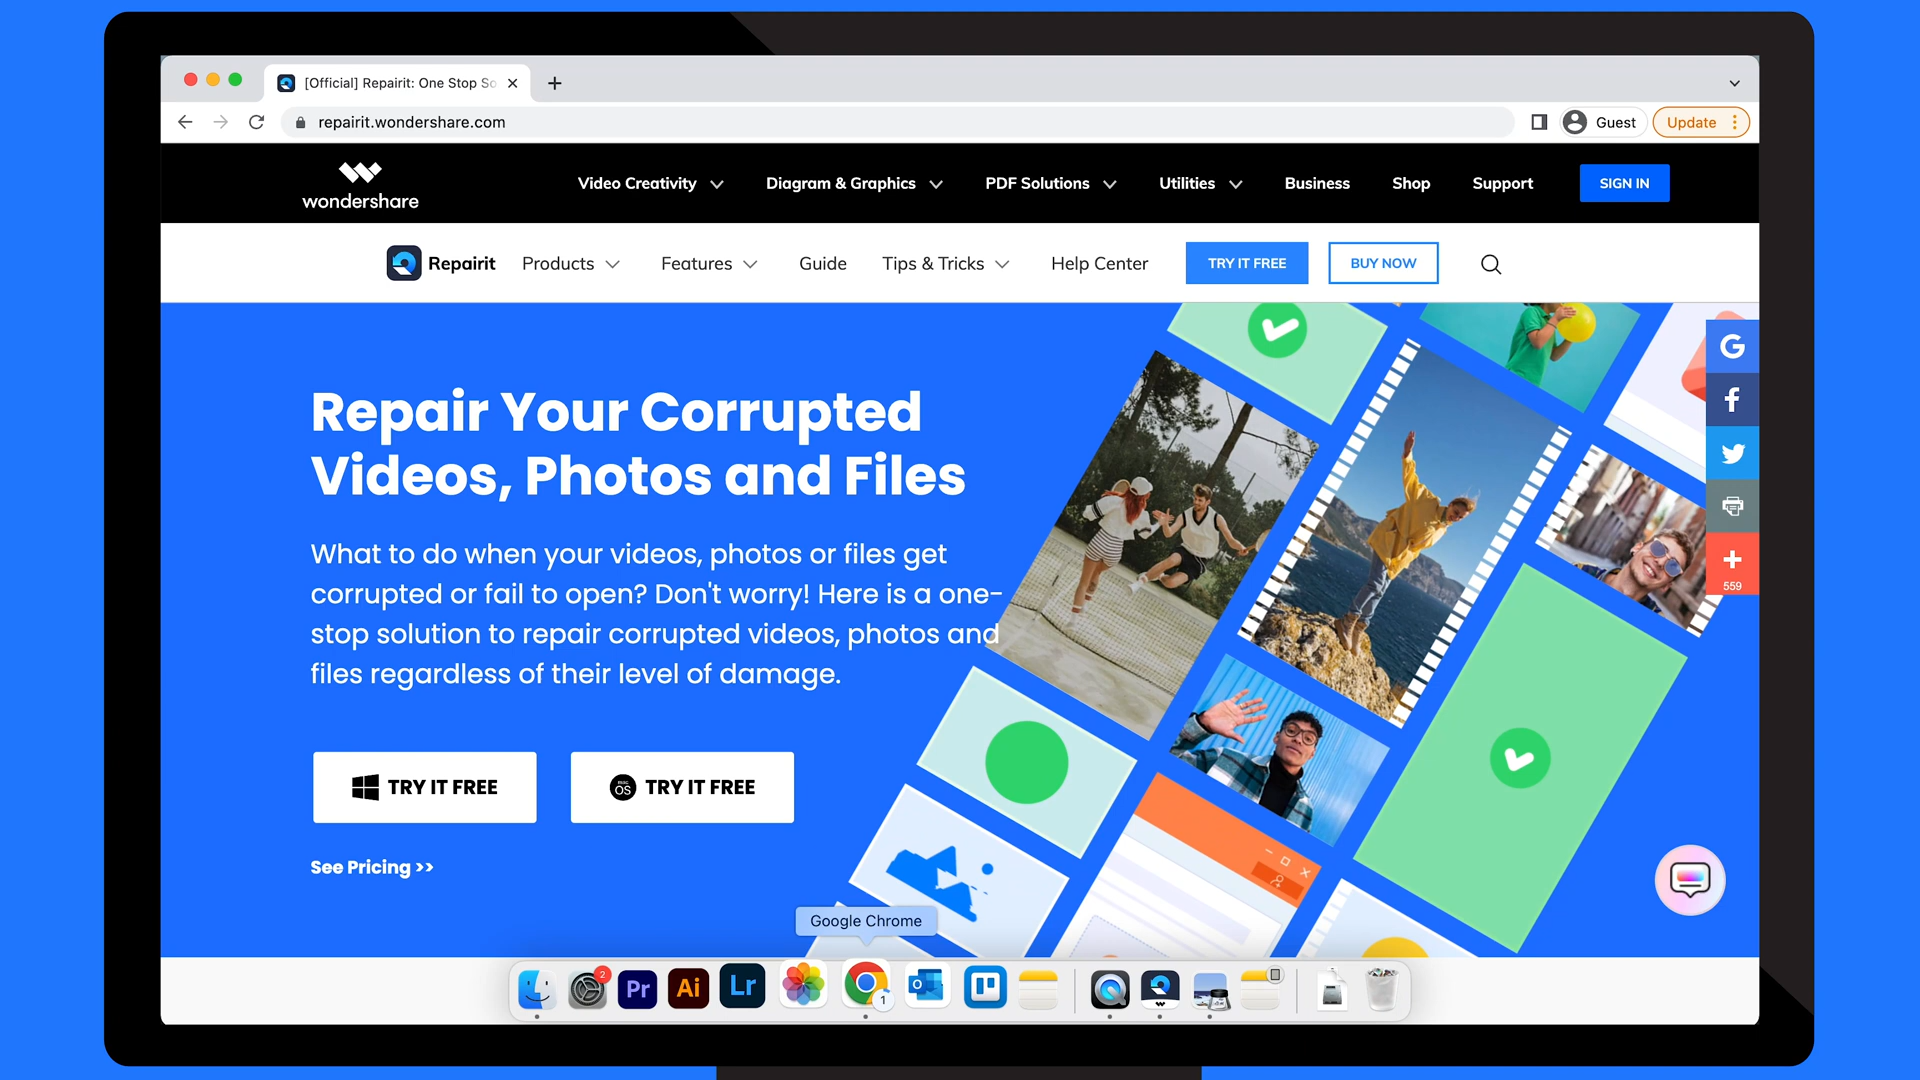 [Official] Repairit: One Stop So
repairit.wondershare.com
Guest
Update
wondershare
Video Creativity
Diagram & Graphics
PDF Solutions
Utilities
Business
Shop
Support
SIGN IN
Repairit
Products
Features
Guide
Tips & Tricks
Help Center
TRY IT FREE
BUY NOW
Repair Your Corrupted
Videos, Photos and Files
What to do when your videos, photos or files get
corrupted or fail to open? Don't worry! Here is a one-
stop solution to repair corrupted videos, photos and
files regardless of their level of damage.
559
TRY IT FREE
macOS TRY IT FREE
See Pricing >>
Google Chrome
2
Pr
Ai
Lr
1
O